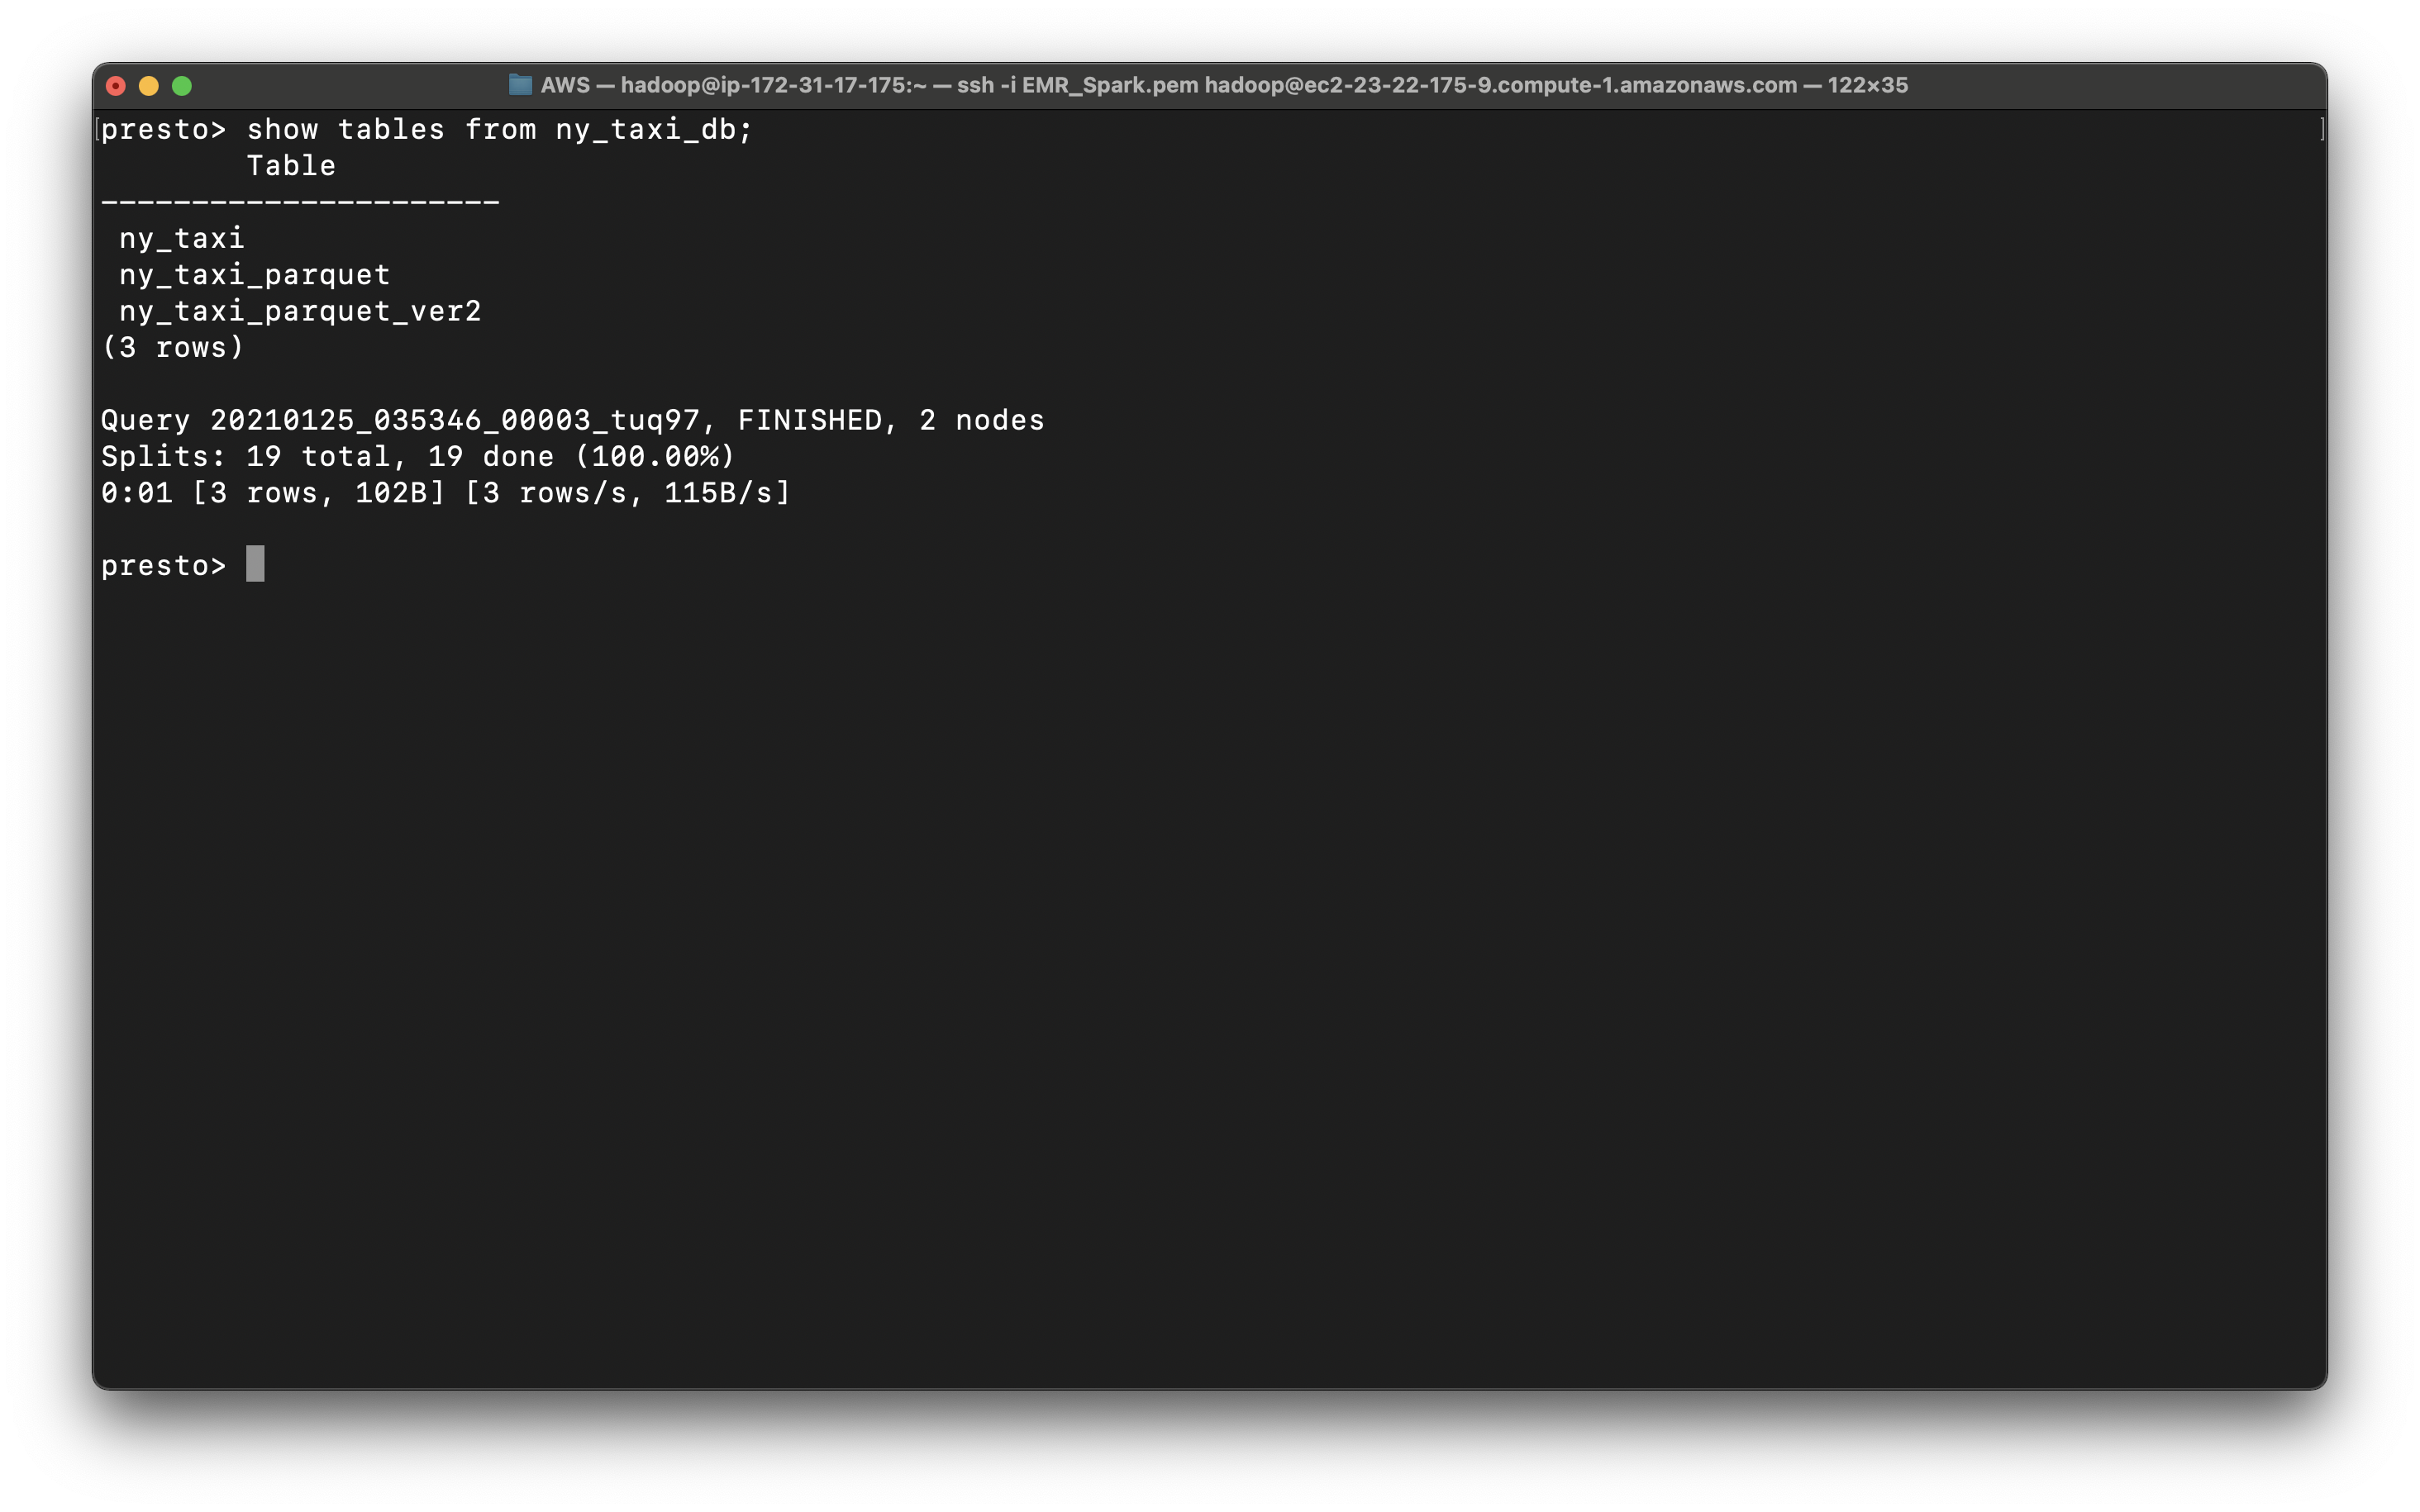 AWS — hadoop@ip-172-31-17-175:~ — ssh -i EMR_Spark.pem hadoop@ec2-23-22-175-9.compute-1.amazonaws.com — 122×35
[presto> show tables from ny_taxi_db; ]
        Table
----------------------
 ny_taxi
 ny_taxi_parquet
 ny_taxi_parquet_ver2
(3 rows)

Query 20210125_035346_00003_tuq97, FINISHED, 2 nodes
Splits: 19 total, 19 done (100.00%)
0:01 [3 rows, 102B] [3 rows/s, 115B/s]

presto>